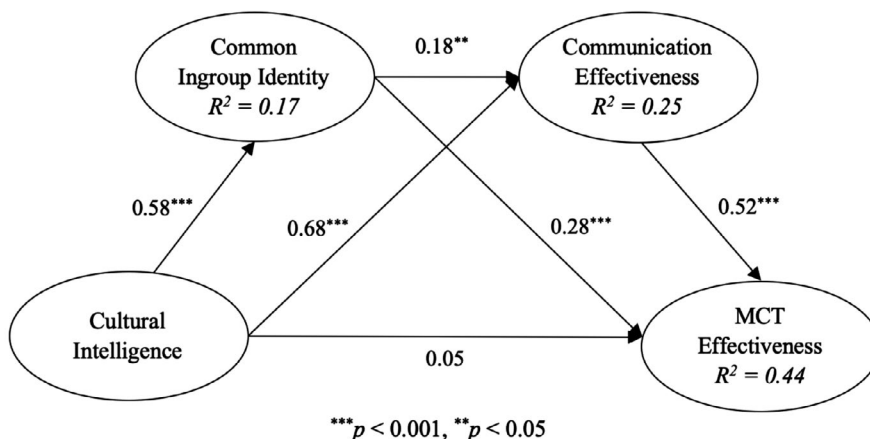 Common
Ingroup Identity
R² = 0.17
0.18**
Communication
Effectiveness
R² = 0.25
0.58***
0.68***
0.28***
0.52***
Cultural
Intelligence
0.05
MCT
Effectiveness
R² = 0.44
***p < 0.001, **p < 0.05